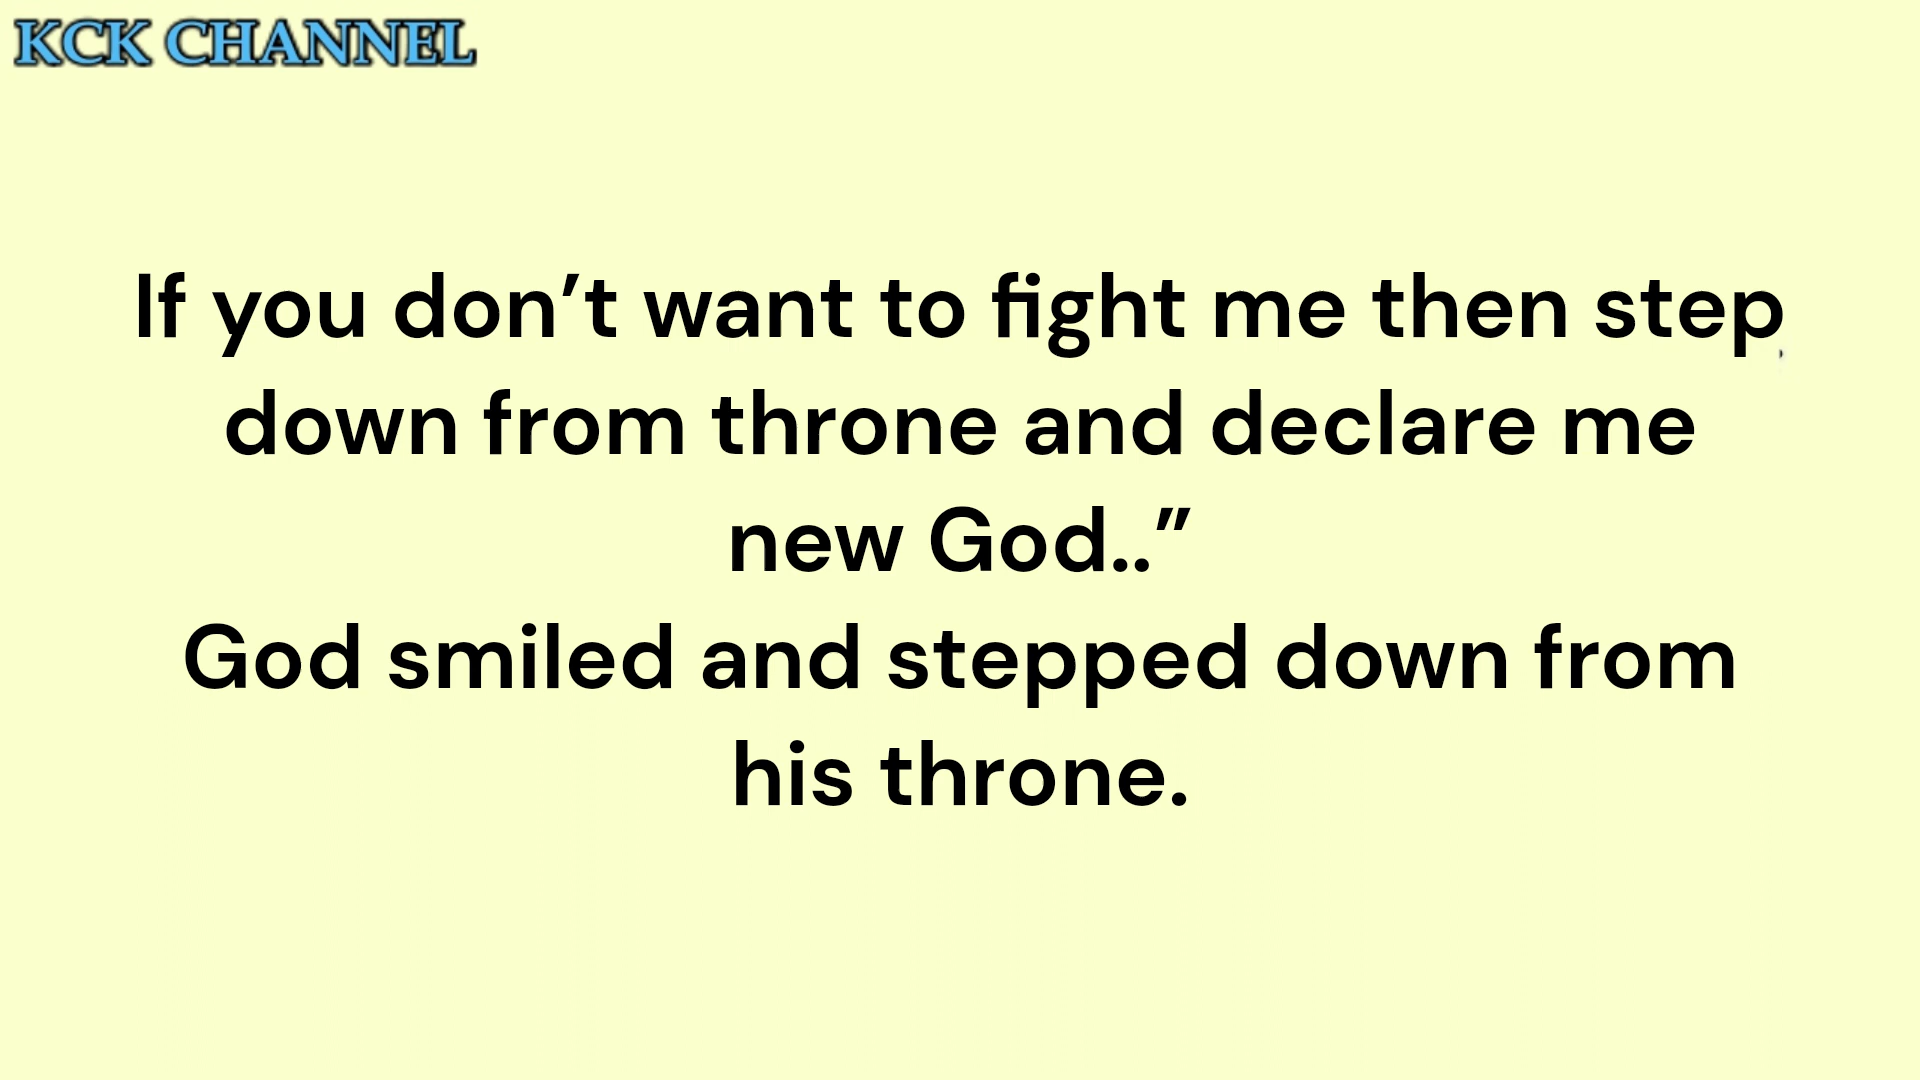 KCK CHANNEL
If you don’t want to fight me then step
down from throne and declare me
new God..”
God smiled and stepped down from
his throne.